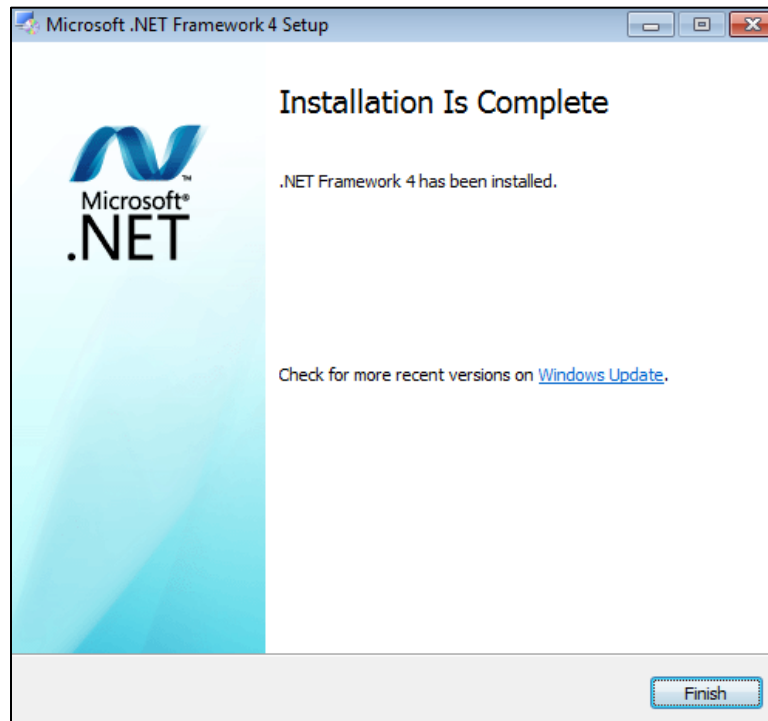 Microsoft .NET Framework 4 Setup
Installation Is Complete
.NET Framework 4 has been installed.
Microsoft®
.NET™
Check for more recent versions on Windows Update.
Finish